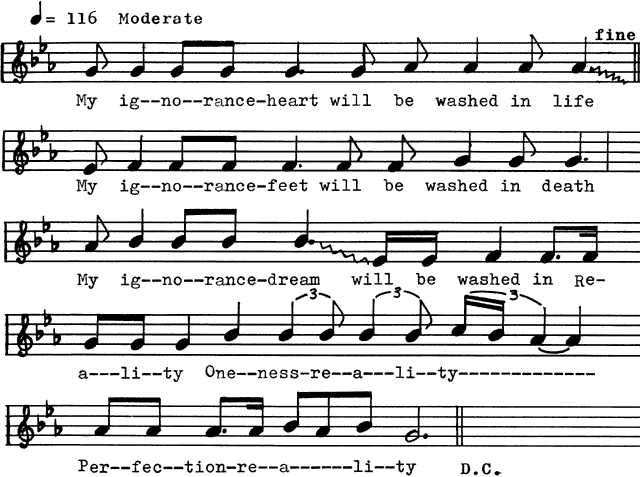 ♩= 116 Moderate
fine
My ig--no--rance-heart will be washed in life
My ig--no--rance-feet will be washed in death
My ig--no--rance-dream will be washed in Re-
3 3 3
a---li--ty One--ness-re--a---li--ty--------------
Per--fec--tion-re--a------li--ty D.C.